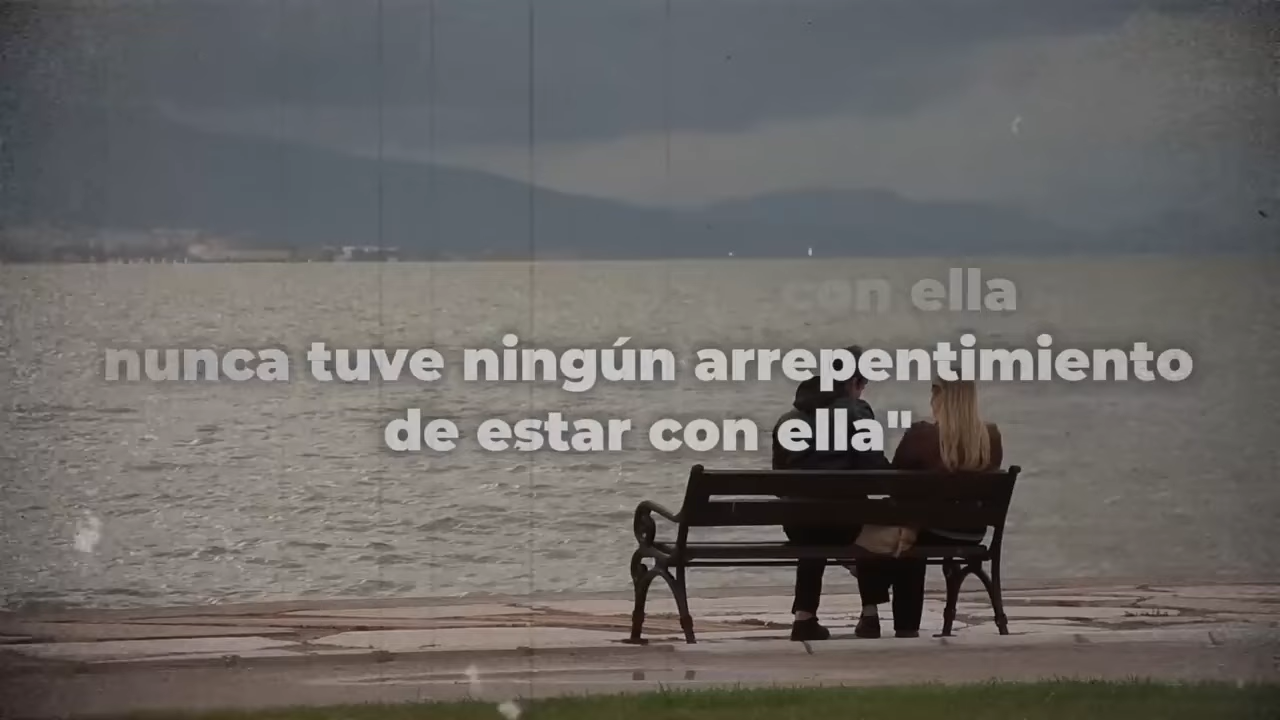 con ella
nunca tuve ningún arrepentimiento
de estar con ella"